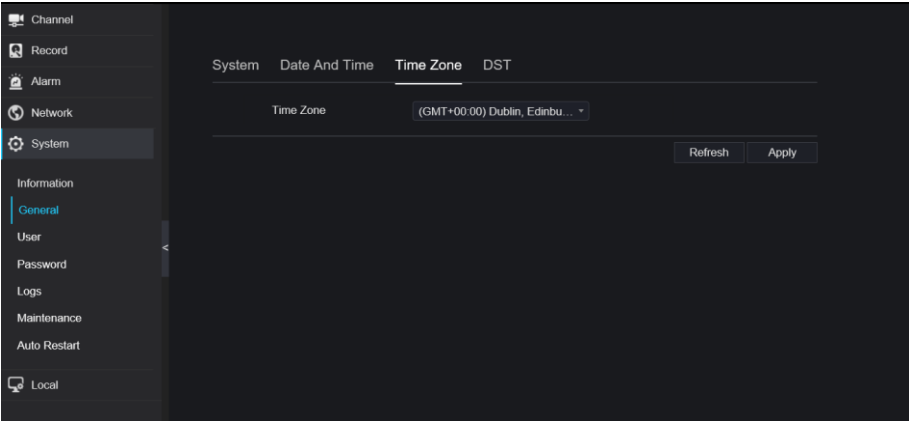 Channel
Record
Alarm
Network
System
Information
General
User
Password
Logs
Maintenance
Auto Restart
Local
System Date And Time Time Zone DST
Time Zone (GMT+00:00) Dublin, Edinbu...
Refresh Apply
<